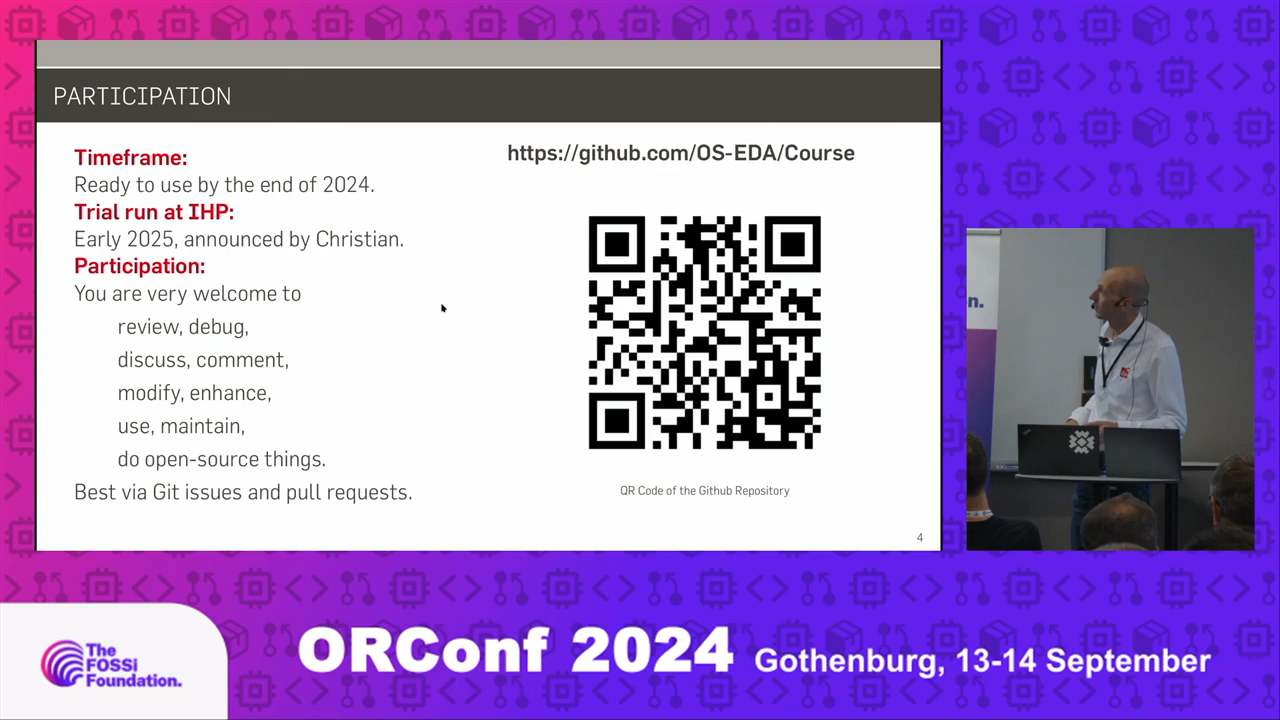 PARTICIPATION
Timeframe:
Ready to use by the end of 2024.
Trial run at IHP:
Early 2025, announced by Christian.
Participation:
You are very welcome to
review, debug,
discuss, comment,
modify, enhance,
use, maintain,
do open-source things.
Best via Git issues and pull requests.
https://github.com/OS-EDA/Course
QR Code of the Github Repository
4
n.
The
FOSSi
Foundation.
ORConf 2024 Gothenburg, 13-14 September